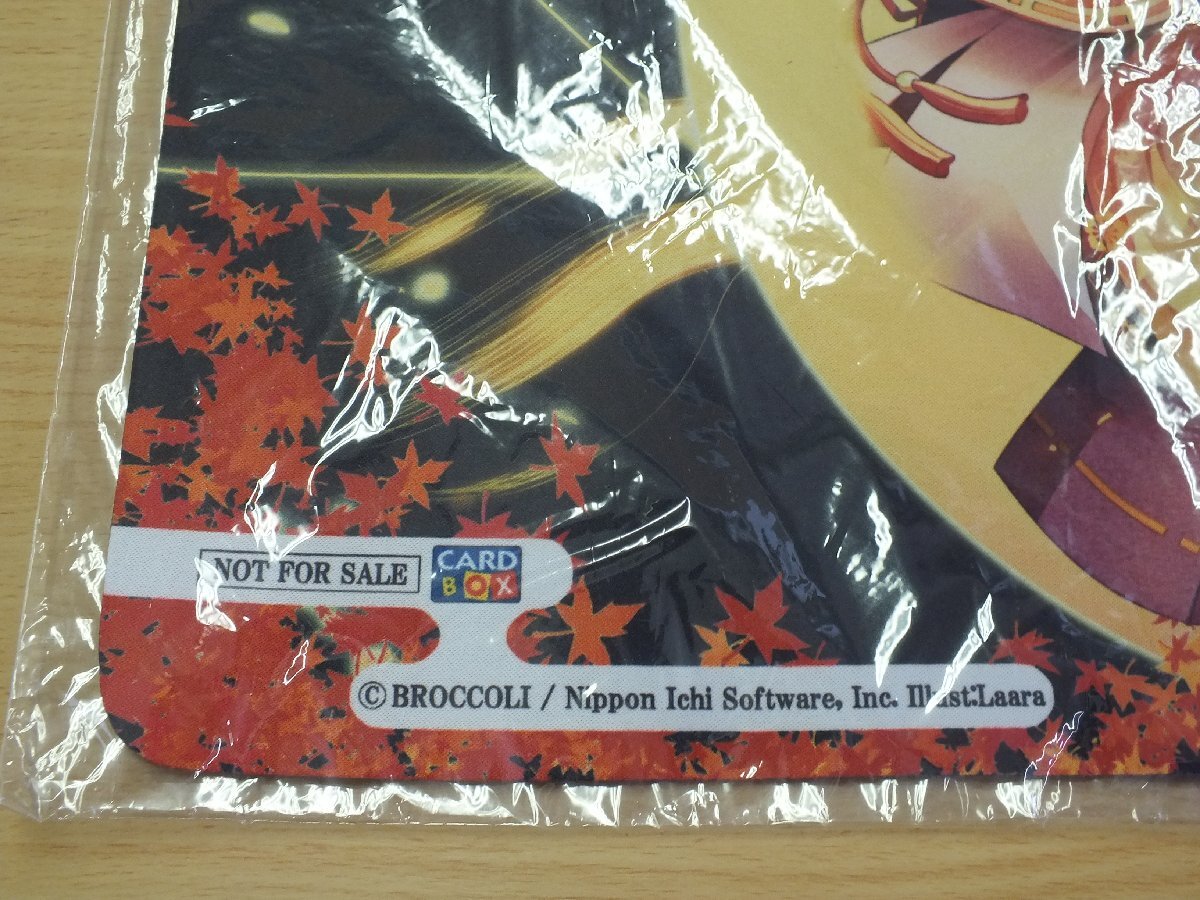 NOT FOR SALE
CARD
BOX
© BROCCOLI / Nippon Ichi Software, Inc. Illust:Laara